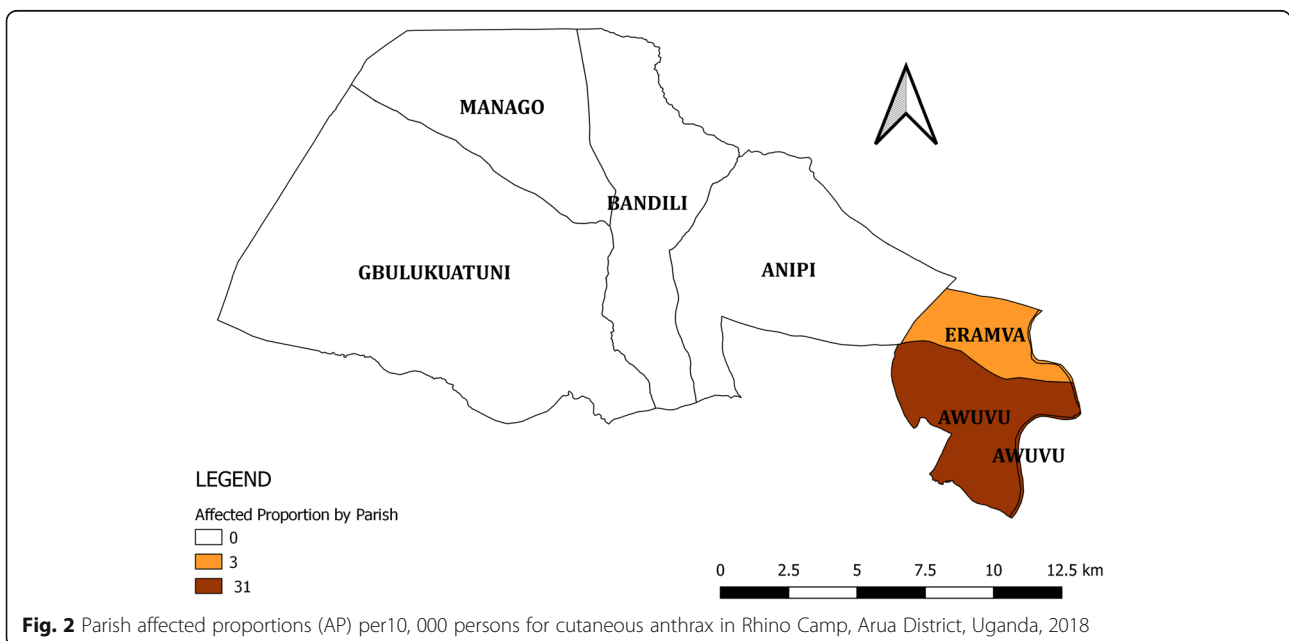 MANAGO
BANDILI
GBULUKUATUNI
ANIPI
ERAMVA
AWUVU
AWUVU
LEGEND
Affected Proportion by Parish
0
3
31
0 2.5 5 7.5 10 12.5 km
Fig. 2 Parish affected proportions (AP) per10, 000 persons for cutaneous anthrax in Rhino Camp, Arua District, Uganda, 2018